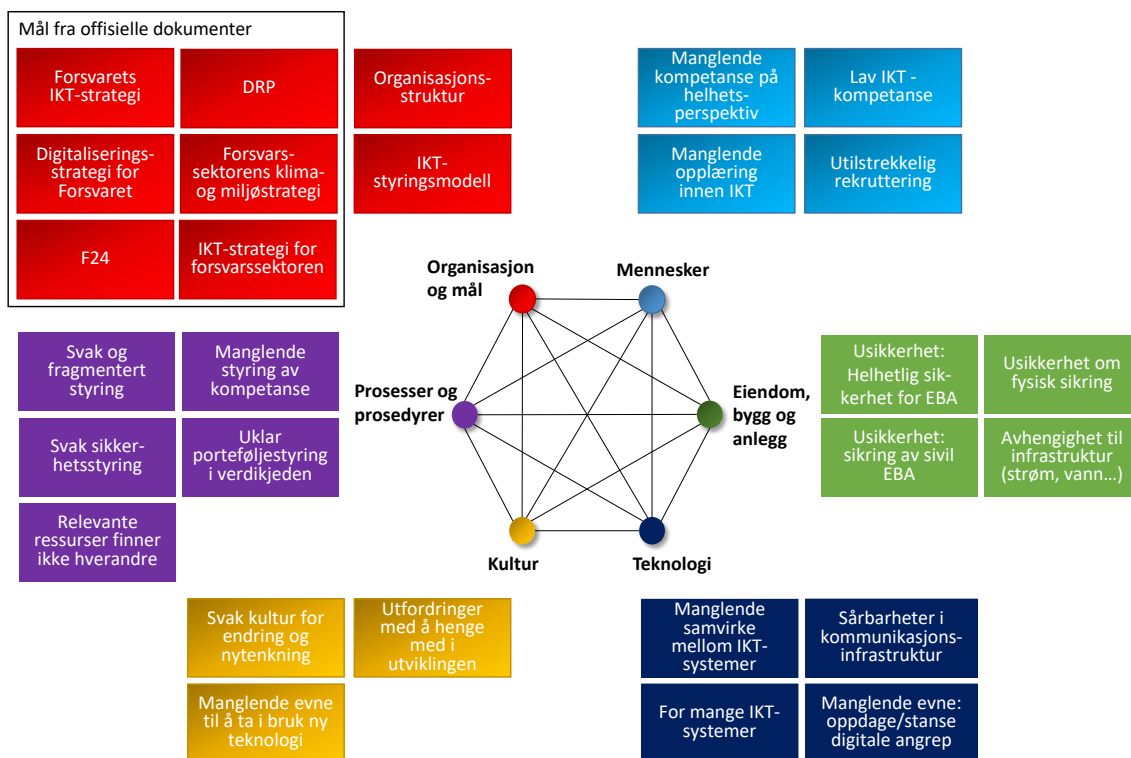 Mål fra offisielle dokumenter
Forsvarets
IKT-strategi
DRP
Organisasjons-
struktur
Digitaliserings-
strategi for
Forsvaret
Forsvars-
sektorens klima-
og miljøstrategi
IKT-
styringsmodell
F24
IKT-strategi for
forsvarssektoren
Manglende
kompetanse på
helhets-
perspektiv
Lav IKT -
kompetanse
Manglende
opplæring
innen IKT
Utilstrekkelig
rekruttering
Organisasjon
og mål
Mennesker
Prosesser og
prosedyrer
Eiendom,
bygg og
anlegg
Kultur
Teknologi
Svak og
fragmentert
styring
Manglende
styring av
kompetanse
Svak sikker-
hetsstyring
Uklar
porteføljestyring
i verdikjeden
Relevante
ressurser finner
ikke hverandre
Usikkerhet:
Helhetlig sik-
kerhet for EBA
Usikkerhet om
fysisk sikring
Usikkerhet:
sikring av sivil
EBA
Avhengighet til
infrastruktur
(strøm, vann…)
Svak kultur for
endring og
nytenkning
Utfordringer
med å henge
med i
utviklingen
Manglende evne
til å ta i bruk ny
teknologi
Manglende
samvirke
mellom IKT-
systemer
Sårbarheter i
kommunikasjons-
infrastruktur
For mange IKT-
systemer
Manglende evne:
oppdage/stanse
digitale angrep